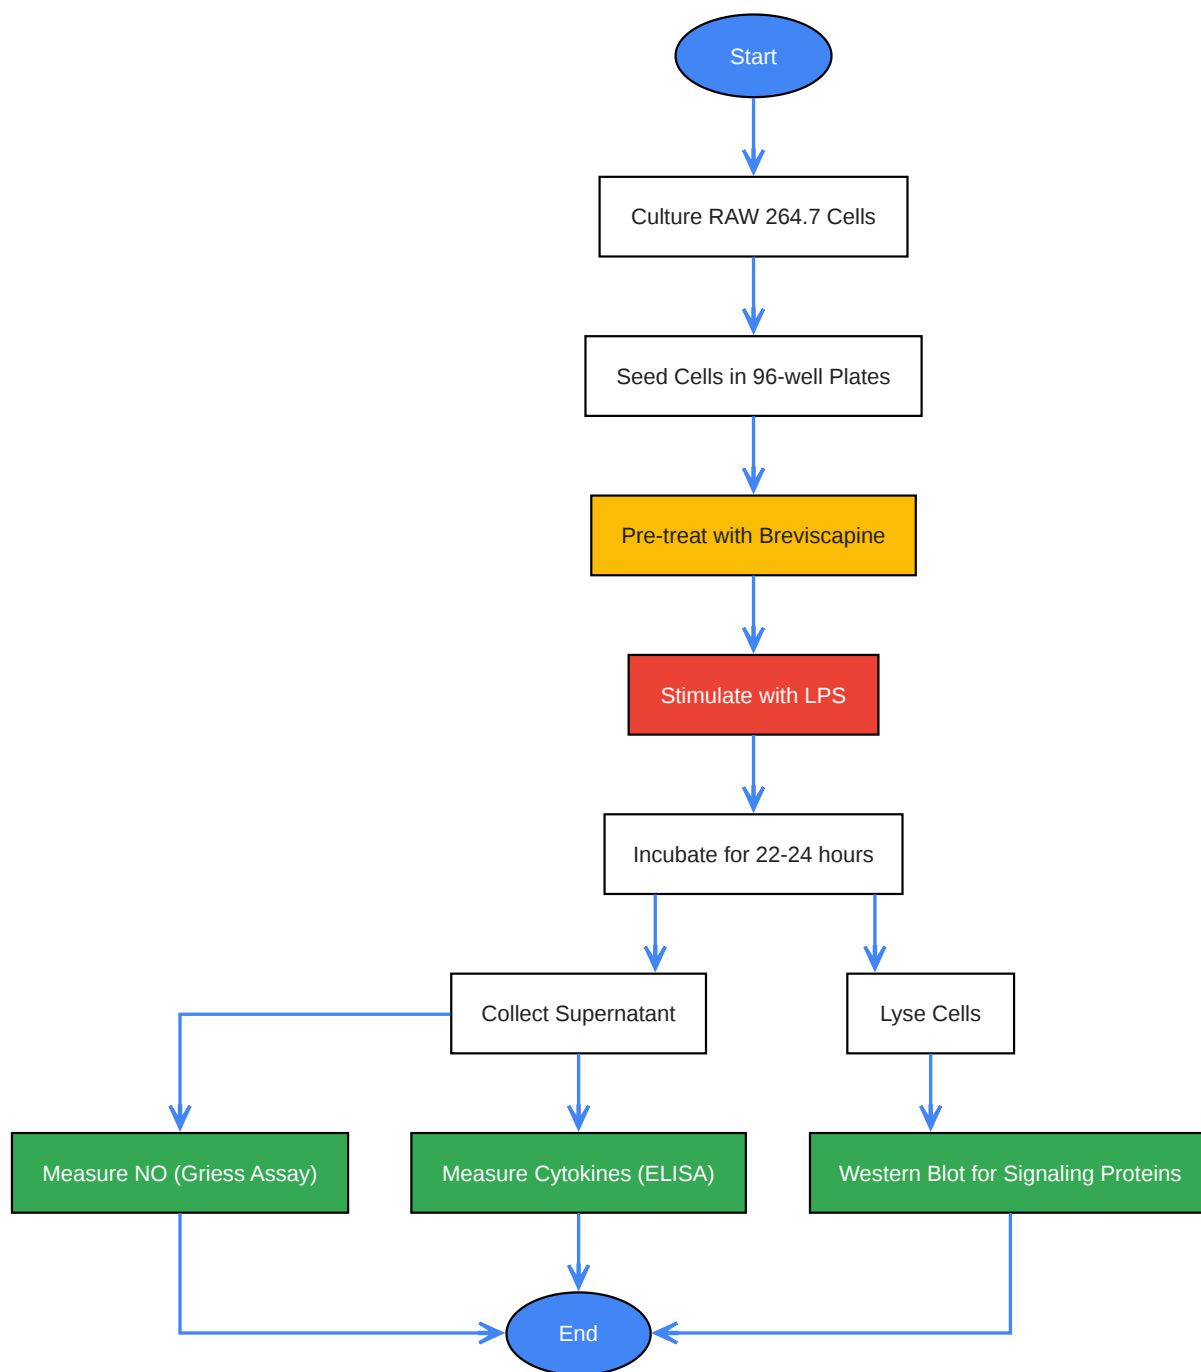 Start
Culture RAW 264.7 Cells
Seed Cells in 96-well Plates
Pre-treat with Breviscapine
Stimulate with LPS
Incubate for 22-24 hours
Collect Supernatant
Lyse Cells
Measure NO (Griess Assay)
Measure Cytokines (ELISA)
Western Blot for Signaling Proteins
End